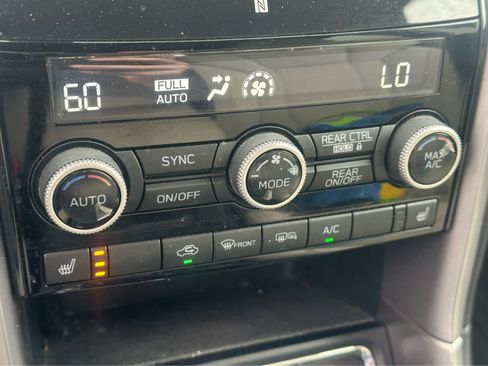 60 FULL AUTO LO
SYNC REAR CTRL
HOLD
AUTO MODE MAX A/C
ON/OFF REAR ON/OFF
FRONT A/C